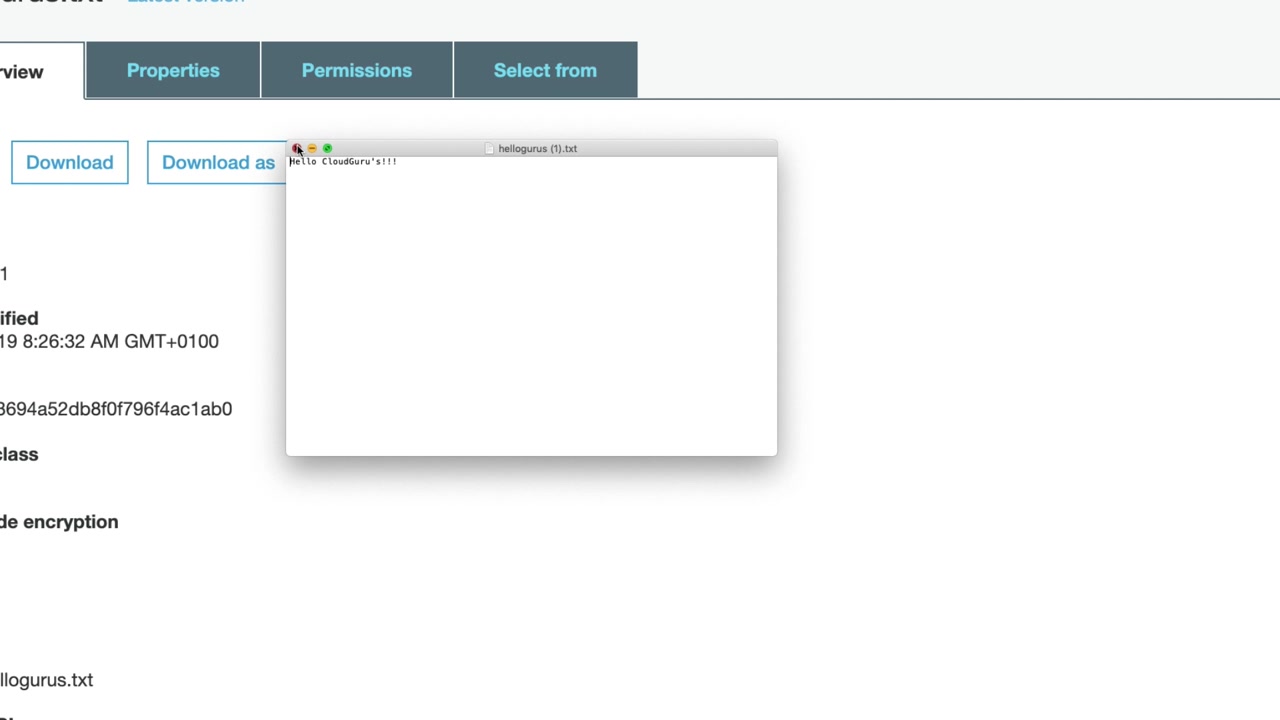 Latest version
rview
Properties
Permissions
Select from
Download
Download as
hellogurus (1).txt
Hello CloudGuru's!!!
1
ified
19 8:26:32 AM GMT+0100
3694a52db8f0f796f4ac1ab0
class
de encryption
llogurus.txt